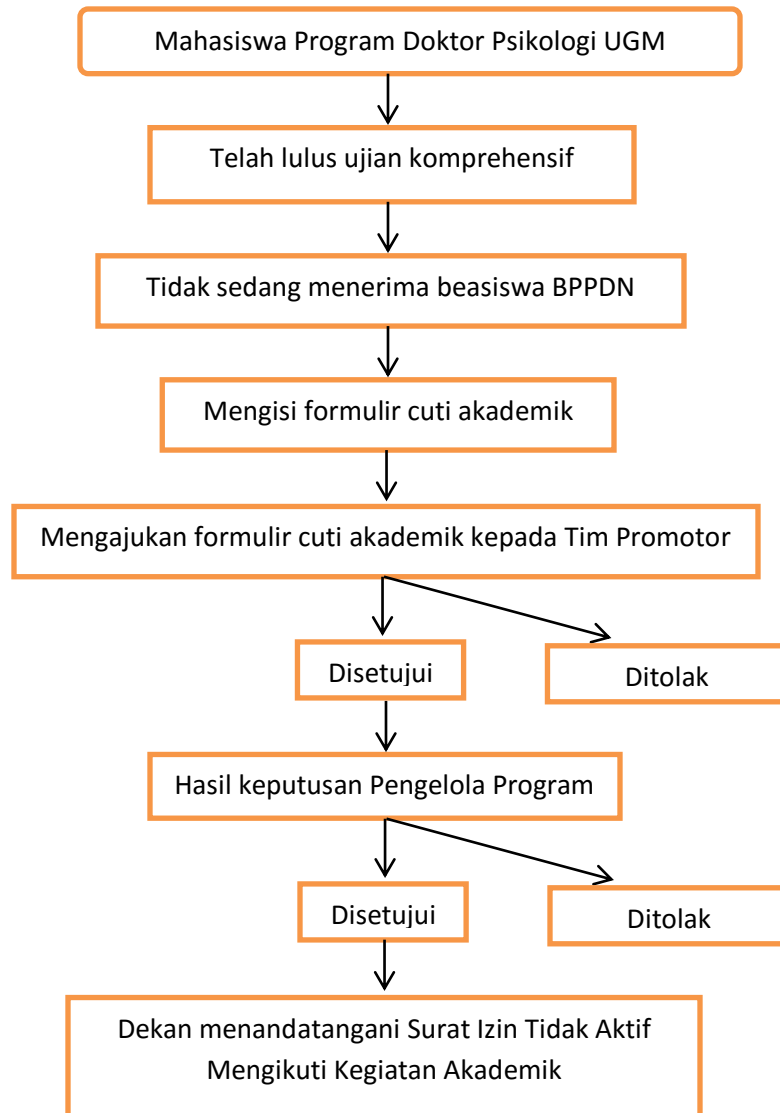 Mahasiswa Program Doktor Psikologi UGM
Telah lulus ujian komprehensif
Tidak sedang menerima beasiswa BPPDN
Mengisi formulir cuti akademik
Mengajukan formulir cuti akademik kepada Tim Promotor
Disetujui
Ditolak
Hasil keputusan Pengelola Program
Disetujui
Ditolak
Dekan menandatangani Surat Izin Tidak Aktif
Mengikuti Kegiatan Akademik